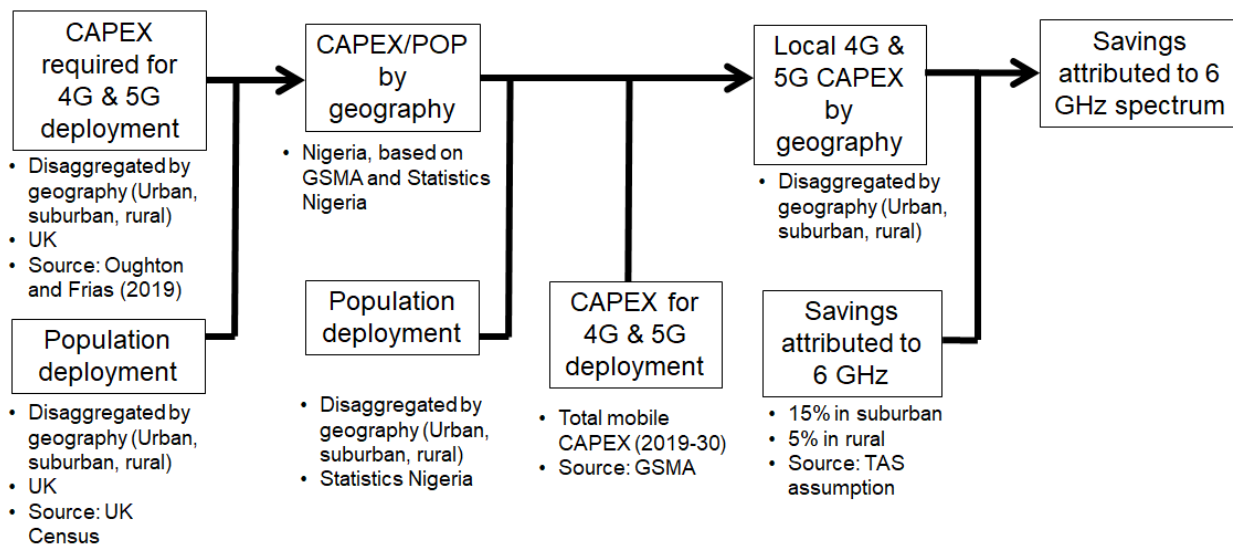 CAPEX
required for
4G & 5G
deployment
• Disaggregated by
geography (Urban,
suburban, rural)
• UK
• Source: Oughton
and Frias (2019)
Population
deployment
• Disaggregated by
geography (Urban,
suburban, rural)
• UK
• Source: UK
Census
CAPEX/POP
by
geography
• Nigeria, based on
GSMA and Statistics
Nigeria
Population
deployment
• Disaggregated by
geography (Urban,
suburban, rural)
• Statistics Nigeria
CAPEX for
4G & 5G
deployment
• Total mobile
CAPEX (2019-30)
• Source: GSMA
Local 4G &
5G CAPEX
by
geography
• Disaggregated by
geography (Urban,
suburban, rural)
Savings
attributed to
6 GHz
• 15% in suburban
• 5% in rural
• Source: TAS
assumption
Savings
attributed to 6
GHz spectrum